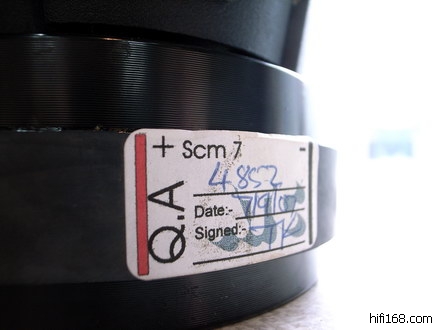 + Scm 7 -
4852
Date:-
Signed:-
Q.A
hifi168.com